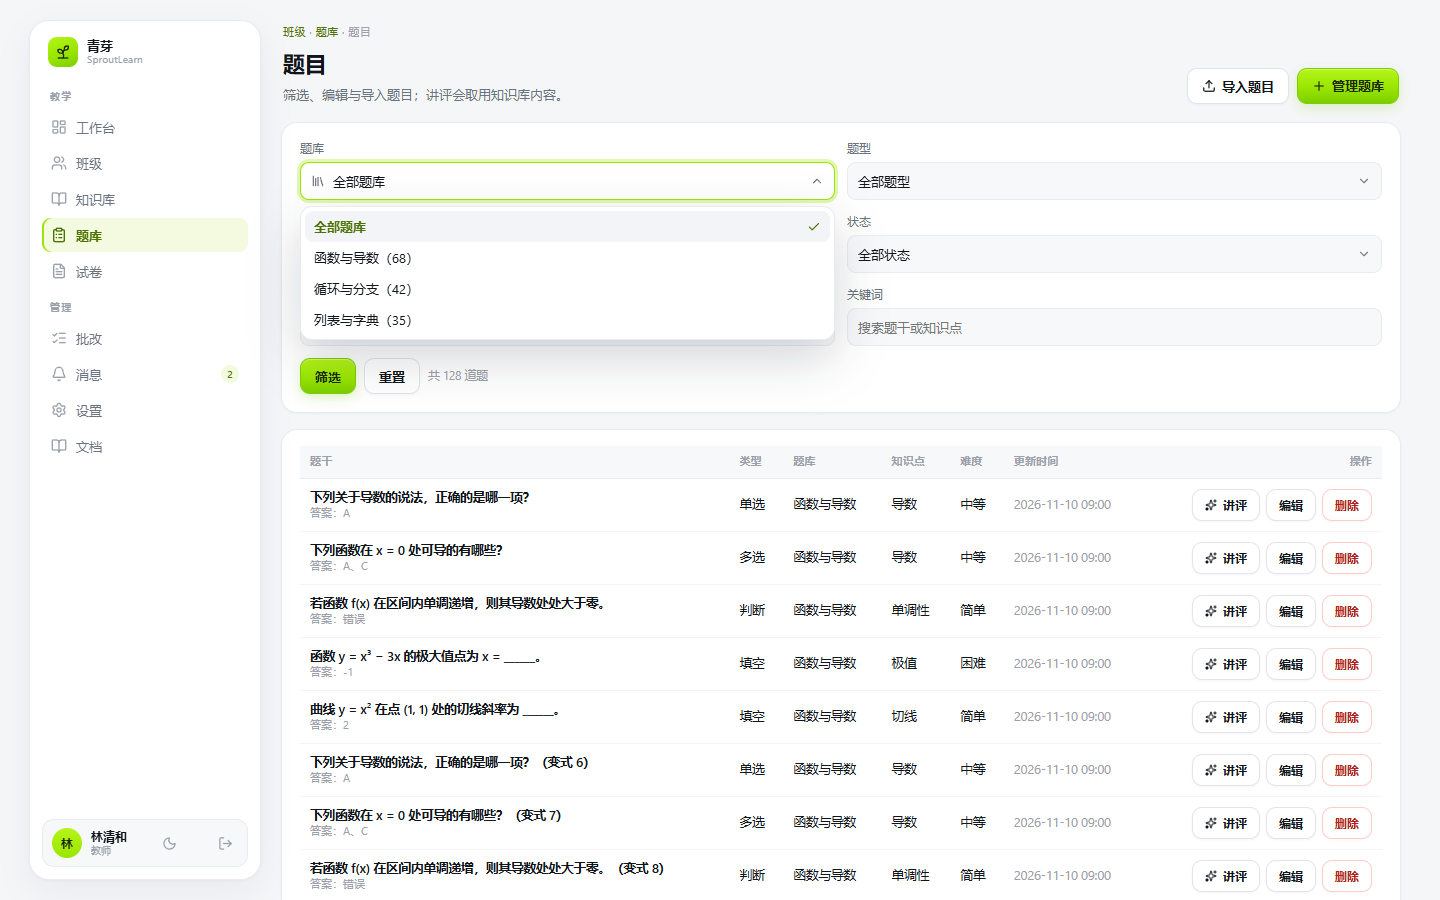 青芽
SproutLearn
教学
工作台
班级
知识库
题库
试卷
管理
批改
消息 2
设置
文档
林 林清和
教师
班级 · 题库 · 题目
题目
筛选、编辑与导入题目；讲评会取用知识库内容。
导入题目
管理题库
题库
全部题库
全部题库
函数与导数（68）
循环与分支（42）
列表与字典（35）
题型
全部题型
状态
全部状态
关键词
搜索题干或知识点
筛选 重置 共 128 道题
题干 类型 题库 知识点 难度 更新时间 操作
下列关于导数的说法，正确的是哪一项？
答案：A
单选 函数与导数 导数 中等 2026-11-10 09:00 讲评 编辑 删除
下列函数在 x = 0 处可导的有哪些？
答案：A、C
多选 函数与导数 导数 中等 2026-11-10 09:00 讲评 编辑 删除
若函数 f(x) 在区间内单调递增，则其导数处处大于零。
答案：错误
判断 函数与导数 单调性 简单 2026-11-10 09:00 讲评 编辑 删除
函数 y = x³ − 3x 的极大值点为 x = _____。
答案：-1
填空 函数与导数 极值 困难 2026-11-10 09:00 讲评 编辑 删除
曲线 y = x² 在点 (1, 1) 处的切线斜率为 _____。
答案：2
填空 函数与导数 切线 简单 2026-11-10 09:00 讲评 编辑 删除
下列关于导数的说法，正确的是哪一项？（变式 6）
答案：A
单选 函数与导数 导数 中等 2026-11-10 09:00 讲评 编辑 删除
下列函数在 x = 0 处可导的有哪些？（变式 7）
答案：A、C
多选 函数与导数 导数 中等 2026-11-10 09:00 讲评 编辑 删除
若函数 f(x) 在区间内单调递增，则其导数处处大于零。（变式 8）
答案：错误
判断 函数与导数 单调性 简单 2026-11-10 09:00 讲评 编辑 删除